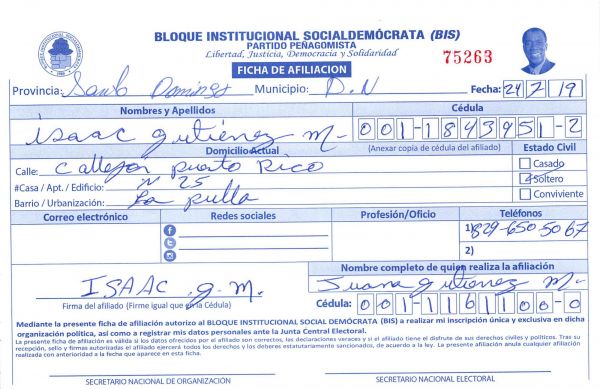 BLOQUE INSTITUCIONAL SOCIALDEMÓCRATA (BIS)
PARTIDO PEÑAGOMISTA
Libertad, Justicia, Democracia y Solidaridad
75263
FICHA DE AFILIACION
Provincia: Santo Domingo Municipio: D.N Fecha: 24/7/19
Nombres y Apellidos Cédula
isaac gutiénez M. 001-1843951-2
(Anexar copia de cédula del afiliado)
Domicilio Actual Estado Civil
Calle: Callejon puerto Rico Casado
#Casa / Apt. / Edificio: N 25 Soltero
Barrio / Urbanización: La pulla Conviviente
Correo electrónico Redes sociales Profesión/Oficio Teléfonos
1) 829-650 5067
2)
Nombre completo de quien realiza la afiliación
ISAAC g.m. Juana gutienez M.
Firma del afiliado (Firme igual que en la Cédula) Cédula: 001-1161100-0
Mediante la presente ficha de afiliación autorizo al BLOQUE INSTITUCIONAL SOCIAL DEMÓCRATA (BIS) a realizar mi inscripción única y exclusiva en dicha
organización política, así como a registrar mis datos personales ante la Junta Central Electoral.
La presente ficha de afiliación es válida si los datos ofrecidos por el afiliado son correctos, las declaraciones veraces y si el afiliado tiene el disfrute de sus derechos civiles y políticos. Tras su
recepción, sello y firmas autorizadas el afiliado ejercerá todos los derechos y los deberes estatutariamente sancionados, de acuerdo a la ley. La presente afiliación anula cualquier afiliación
realizada con anterioridad a la fecha que aparece en esta ficha.
SECRETARIO NACIONAL DE ORGANIZACIÓN SECRETARIO NACIONAL ELECTORAL